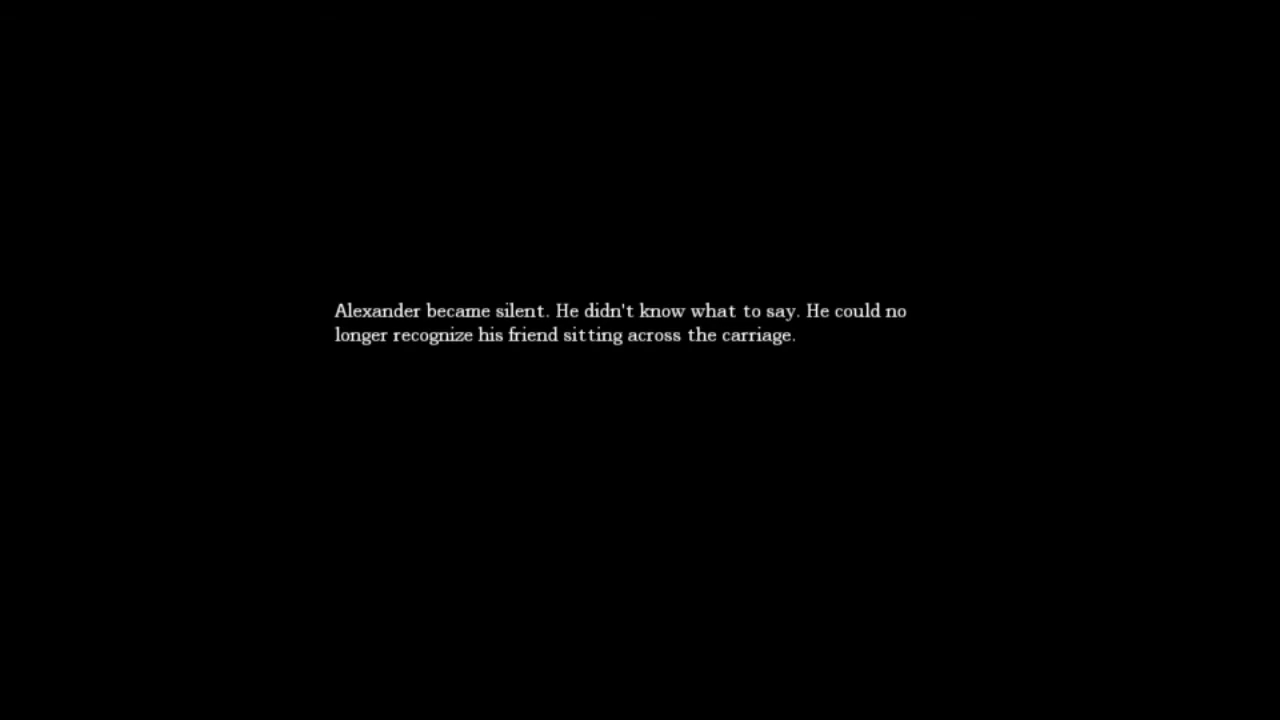 Alexander became silent. He didn't know what to say. He could no
longer recognize his friend sitting across the carriage.